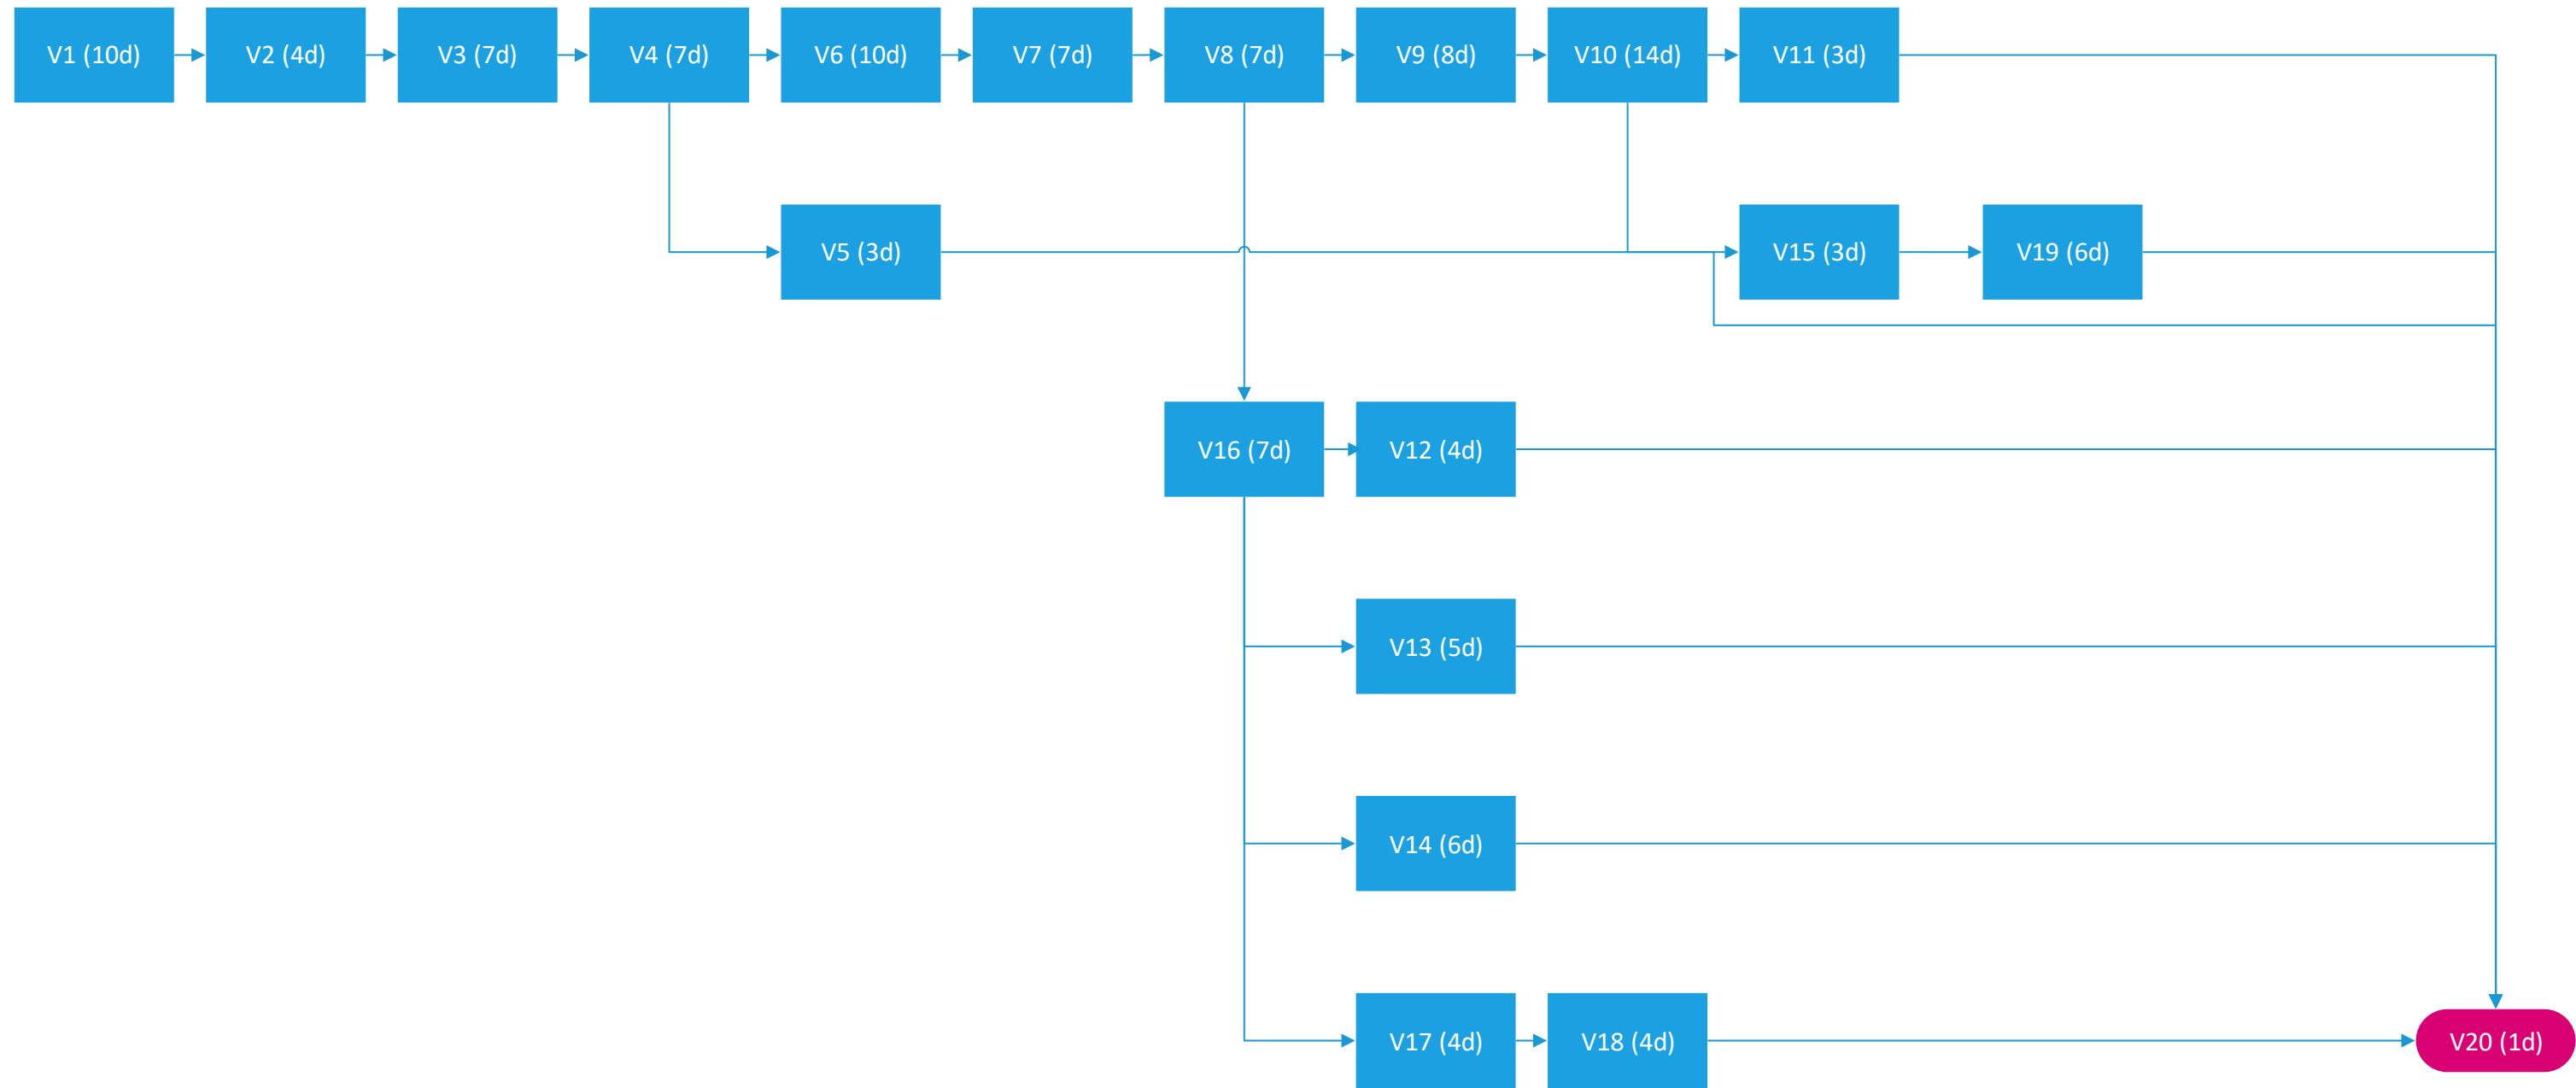 V1 (10d)
V2 (4d)
V3 (7d)
V4 (7d)
V6 (10d)
V7 (7d)
V8 (7d)
V9 (8d)
V10 (14d)
V11 (3d)
V5 (3d)
V15 (3d)
V19 (6d)
V16 (7d)
V12 (4d)
V13 (5d)
V14 (6d)
V17 (4d)
V18 (4d)
V20 (1d)